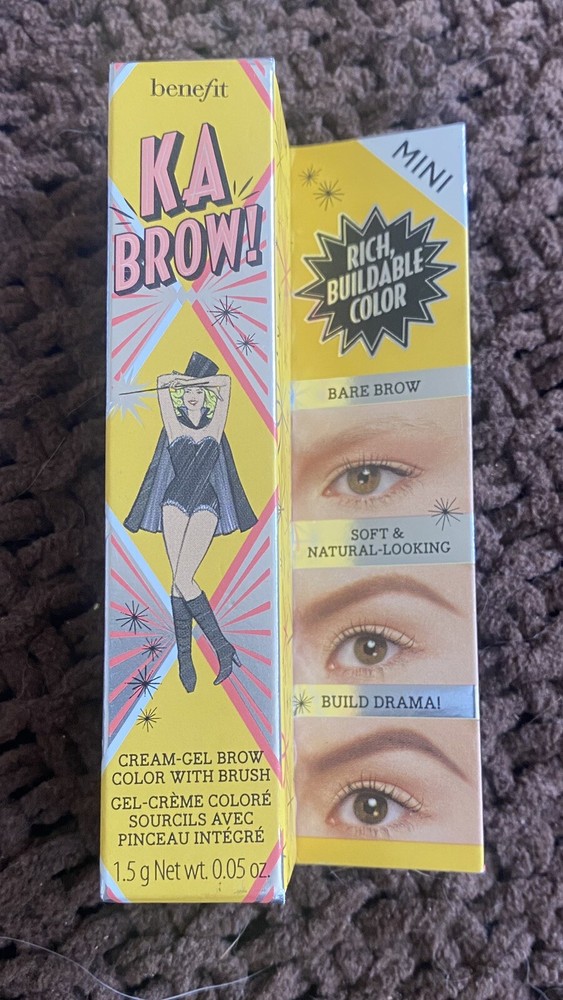 benefit
KA
BROW!
CREAM-GEL BROW
COLOR WITH BRUSH
GEL-CRÈME COLORÉ
SOURCILS AVEC
PINCEAU INTÉGRÉ
1.5 g Net wt. 0.05 oz.
MINI
RICH,
BUILDABLE
COLOR
BARE BROW
SOFT &
NATURAL-LOOKING
BUILD DRAMA!